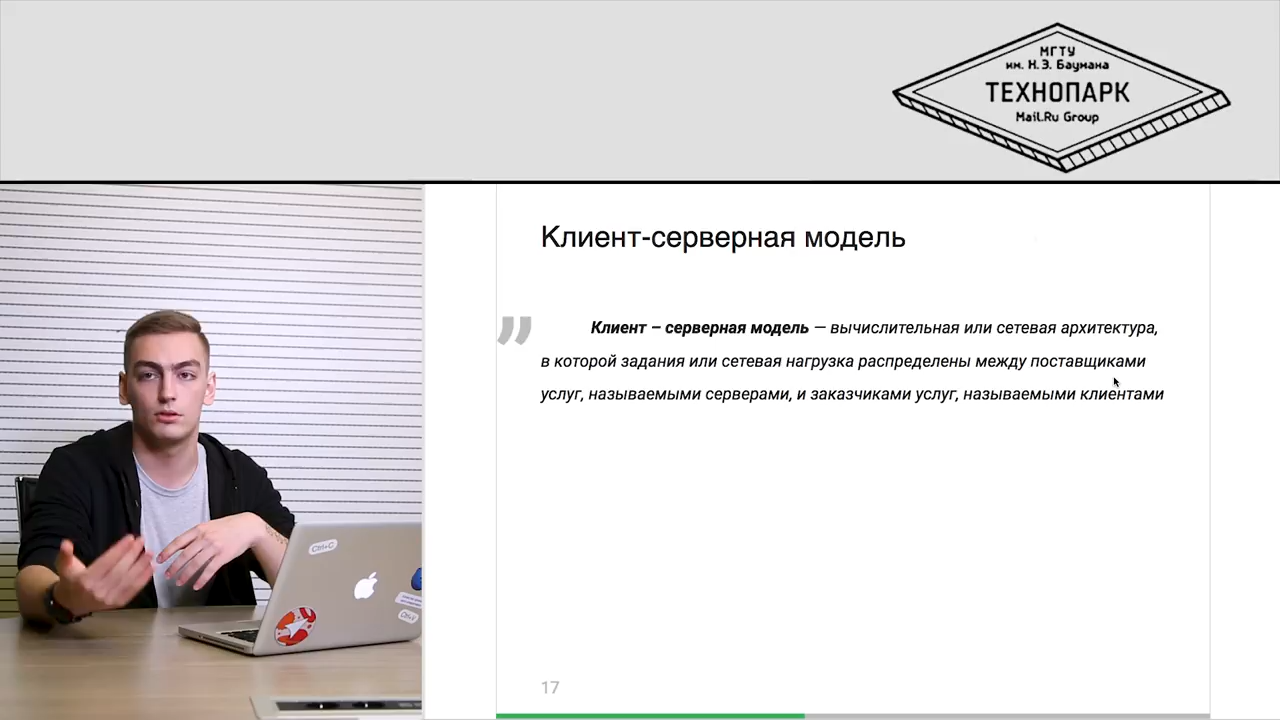 МГТУ
им. Н.Э. Баумана
ТЕХНОПАРК
Mail.Ru Group
Клиент-серверная модель
”
Клиент – серверная модель — вычислительная или сетевая архитектура,
в которой задания или сетевая нагрузка распределены между поставщиками
услуг, называемыми серверами, и заказчиками услуг, называемыми клиентами
Ctrl+C
Ctrl+V
17